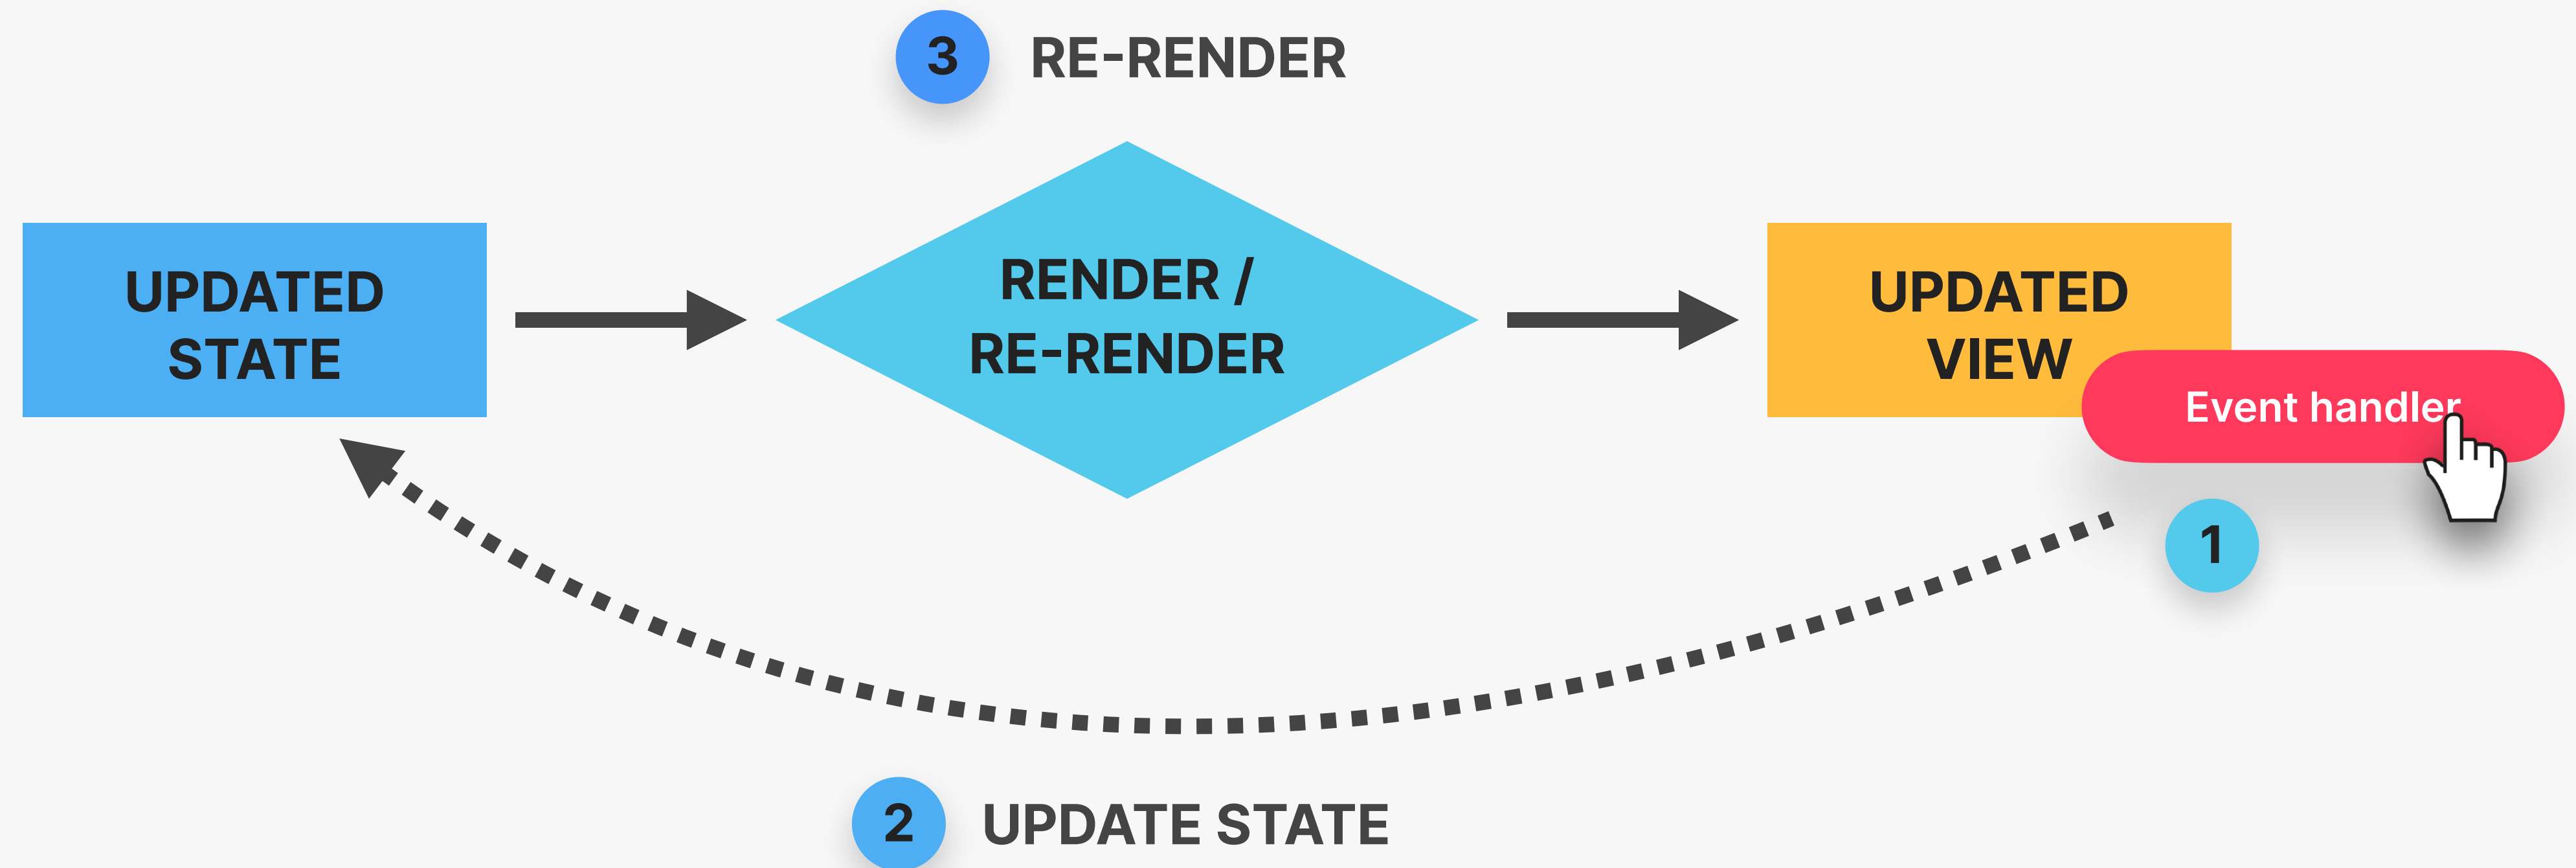 3 RE-RENDER
UPDATED
STATE
RENDER /
RE-RENDER
UPDATED
VIEW
Event handler
1
2 UPDATE STATE